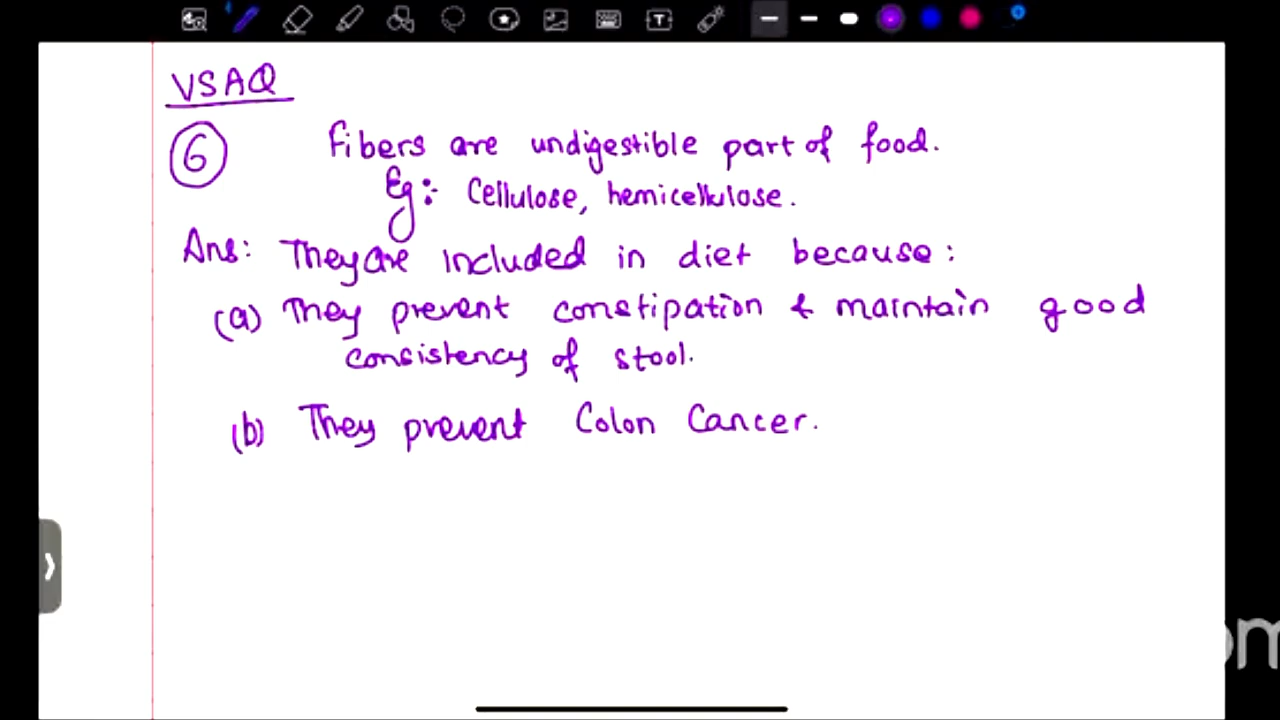 VSAQ
6 Fibers are undigestible part of food.
Eg:- Cellulose, hemicellulose.
Ans: They are included in diet because:
(a) They prevent constipation & maintain good
consistency of stool.
(b) They prevent Colon Cancer.
om